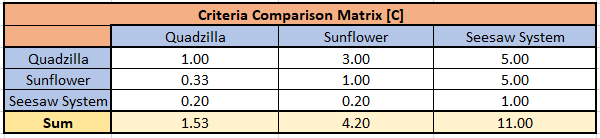 Criteria Comparison Matrix [C]
Quadzilla Sunflower Seesaw System
Quadzilla 1.00 3.00 5.00
Sunflower 0.33 1.00 5.00
Seesaw System 0.20 0.20 1.00
Sum 1.53 4.20 11.00